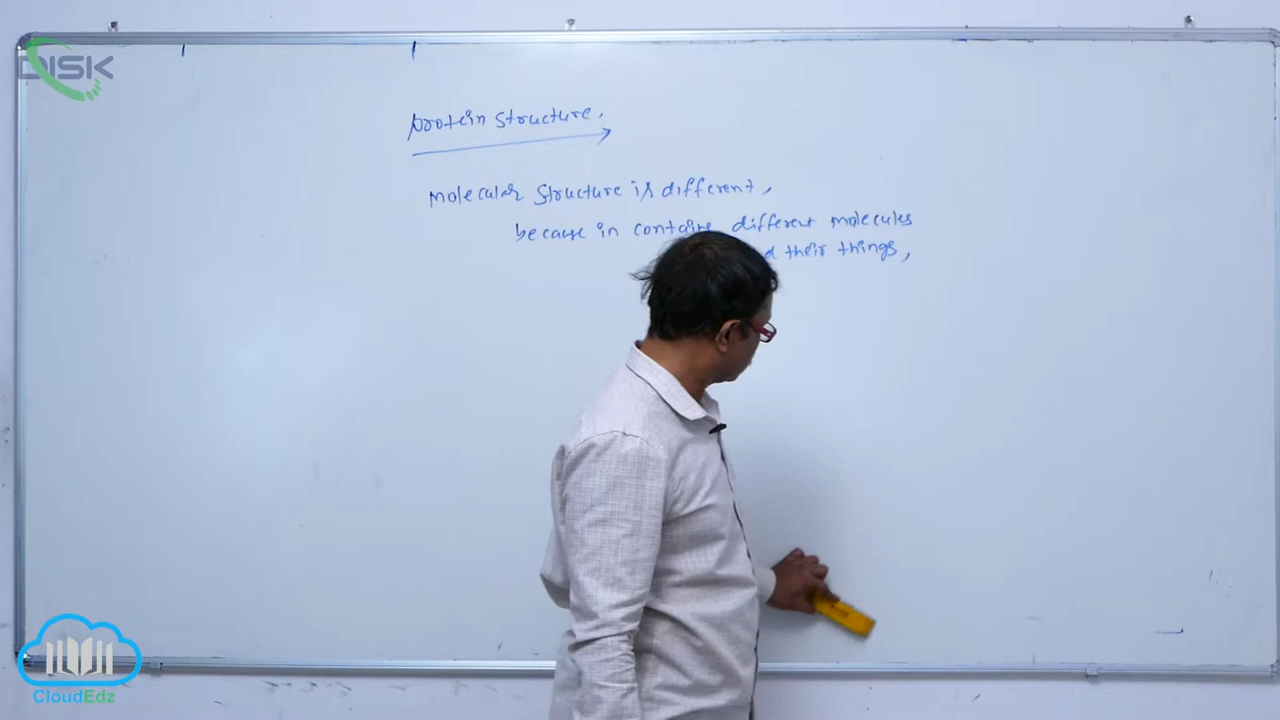 DISK
protein structure.
molecular structure is different,
because in contains different molecules
their things,
CloudEdz